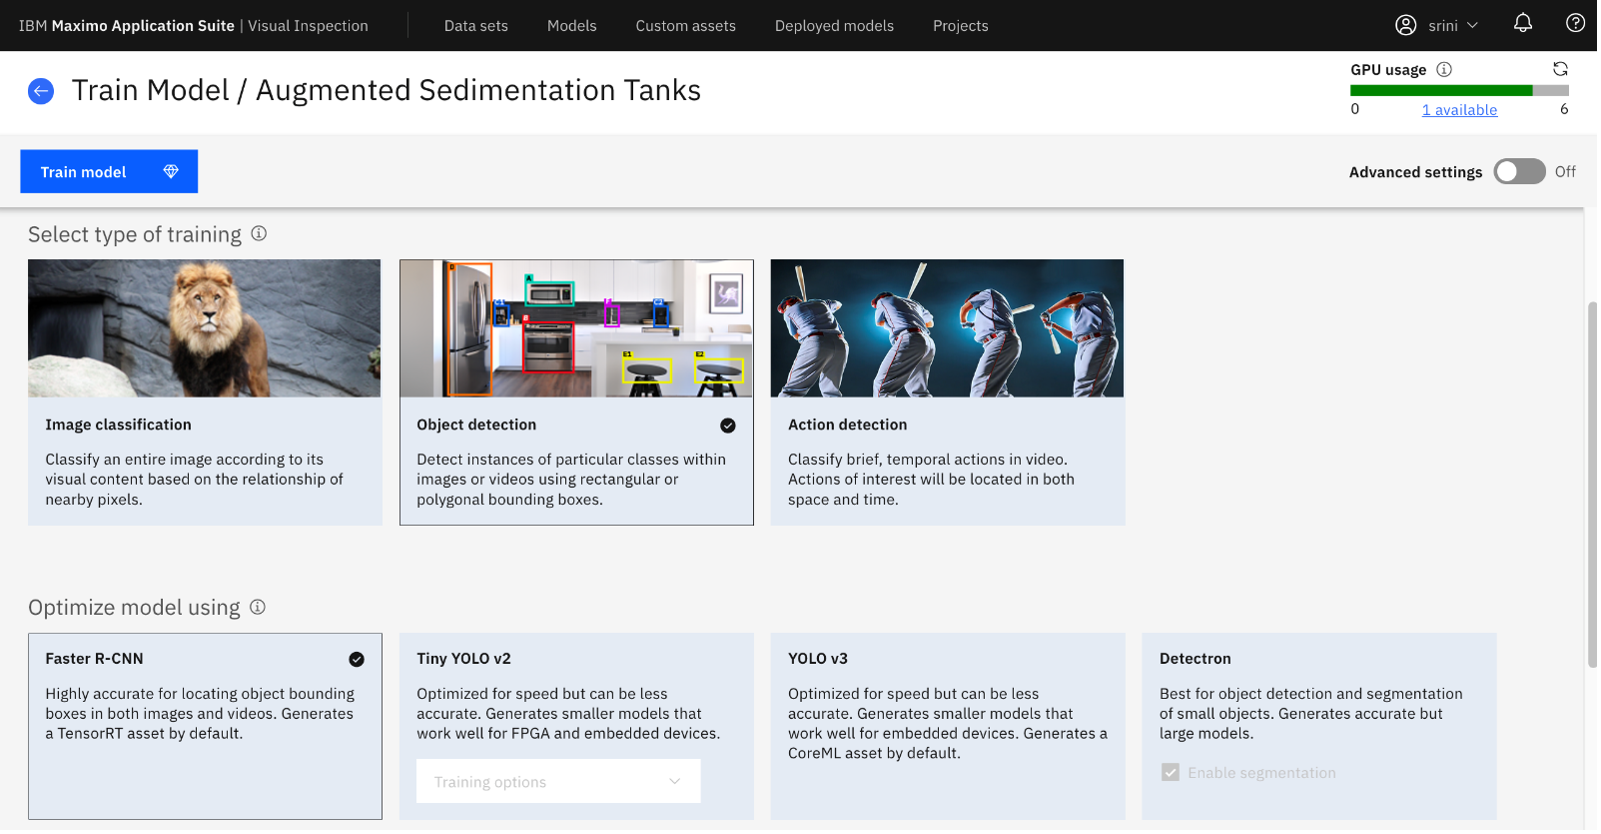 IBM Maximo Application Suite | Visual Inspection
Data sets
Models
Custom assets
Deployed models
Projects
srini
Train Model / Augmented Sedimentation Tanks
GPU usage
0
1 available
6
Train model
Advanced settings
Off
Select type of training
Image classification
Classify an entire image according to its
visual content based on the relationship of
nearby pixels.
Object detection
Detect instances of particular classes within
images or videos using rectangular or
polygonal bounding boxes.
Action detection
Classify brief, temporal actions in video.
Actions of interest will be located in both
space and time.
Optimize model using
Faster R-CNN
Highly accurate for locating object bounding
boxes in both images and videos. Generates
a TensorRT asset by default.
Tiny YOLO v2
Optimized for speed but can be less
accurate. Generates smaller models that
work well for FPGA and embedded devices.
Training options
YOLO v3
Optimized for speed but can be less
accurate. Generates smaller models that
work well for embedded devices. Generates a
CoreML asset by default.
Detectron
Best for object detection and segmentation
of small objects. Generates accurate but
large models.
Enable segmentation